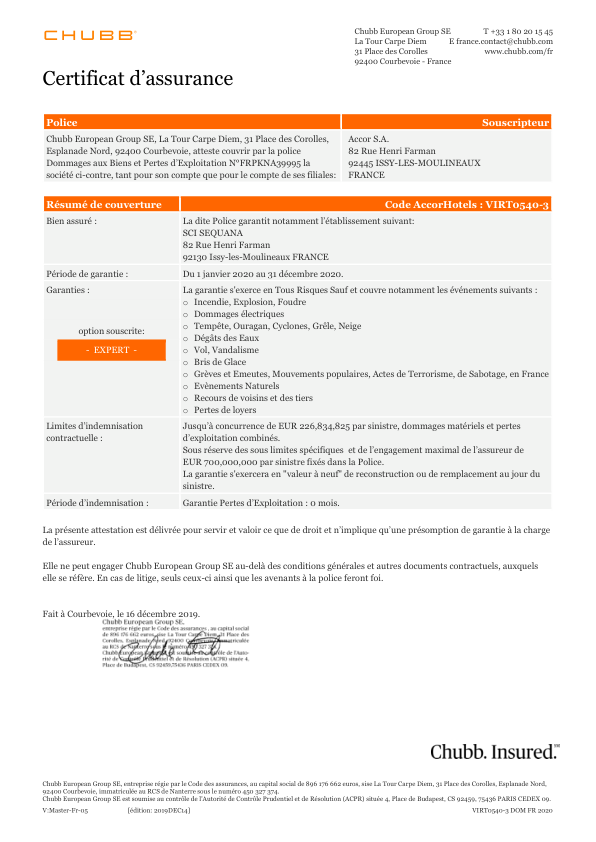 CHUBB®
Chubb European Group SE
T +33 1 80 20 15 45
La Tour Carpe Diem
E france.contact@chubb.com
31 Place des Corolles
www.chubb.com/fr
92400 Courbevoie - France
Certificat d'assurance
Police
Souscripteur
Chubb European Group SE, La Tour Carpe Diem, 31 Place des Corolles,
Esplanade Nord, 92400 Courbevoie, atteste couvrir par la police
Dommages aux Biens et Pertes d'Exploitation N°FRPKNA39995 la
société ci-contre, tant pour son compte que pour le compte de ses filiales:
Accor S.A.
82 Rue Henri Farman
92445 ISSY-LES-MOULINEAUX
FRANCE
Résumé de couverture
Code AccorHotels : VIRT0540-3
Bien assuré :
La dite Police garantit notamment l'établissement suivant:
SCI SEQUANA
82 Rue Henri Farman
92130 Issy-les-Moulineaux FRANCE
Période de garantie :
Du 1 janvier 2020 au 31 décembre 2020.
Garanties :
option souscrite:
- EXPERT -
La garantie s'exerce en Tous Risques Sauf et couvre notamment les événements suivants :
o Incendie, Explosion, Foudre
o Dommages électriques
o Tempête, Ouragan, Cyclones, Grêle, Neige
o Dégâts des Eaux
o Vol, Vandalisme
o Bris de Glace
o Grèves et Emeutes, Mouvements populaires, Actes de Terrorisme, de Sabotage, en France
o Evènements Naturels
o Recours de voisins et des tiers
o Pertes de loyers
Limites d'indemnisation
contractuelle :
Jusqu'à concurrence de EUR 226,834,825 par sinistre, dommages matériels et pertes
d'exploitation combinés.
Sous réserve des sous limites spécifiques et de l'engagement maximal de l'assureur de
EUR 700,000,000 par sinistre fixés dans la Police.
La garantie s'exercera en "valeur à neuf" de reconstruction ou de remplacement au jour du
sinistre.
Période d'indemnisation :
Garantie Pertes d'Exploitation : 0 mois.
La présente attestation est délivrée pour servir et valoir ce que de droit et n'implique qu'une présomption de garantie à la charge
de l'assureur.
Elle ne peut engager Chubb European Group SE au-delà des conditions générales et autres documents contractuels, auxquels
elle se réfère. En cas de litige, seuls ceux-ci ainsi que les avenants à la police feront foi.
Fait à Courbevoie, le 16 décembre 2019.
Chubb European Group SE,
entreprise régie par le Code des assurances, au capital social
de 896 176 662 euros, sise La Tour Carpe Diem, 31 Place des
Corolles, Esplanade Nord, 92400 Courbevoie, immatriculée
au RCS de Nanterre sous le numéro 450 327 374.
Chubb European Group SE est soumise au contrôle de l'Auto-
rité de Contrôle Prudentiel et de Résolution (ACPR) située 4,
Place de Budapest, CS 92459, 75436 PARIS CEDEX 09.
Chubb. Insured.™
Chubb European Group SE, entreprise régie par le Code des assurances, au capital social de 896 176 662 euros, sise La Tour Carpe Diem, 31 Place des Corolles, Esplanade Nord,
92400 Courbevoie, immatriculée au RCS de Nanterre sous le numéro 450 327 374.
Chubb European Group SE est soumise au contrôle de l'Autorité de Contrôle Prudentiel et de Résolution (ACPR) située 4, Place de Budapest, CS 92459, 75436 PARIS CEDEX 09.
V:Master-Fr-05
[édition: 2019DEC14]
VIRT0540-3 DOM FR 2020